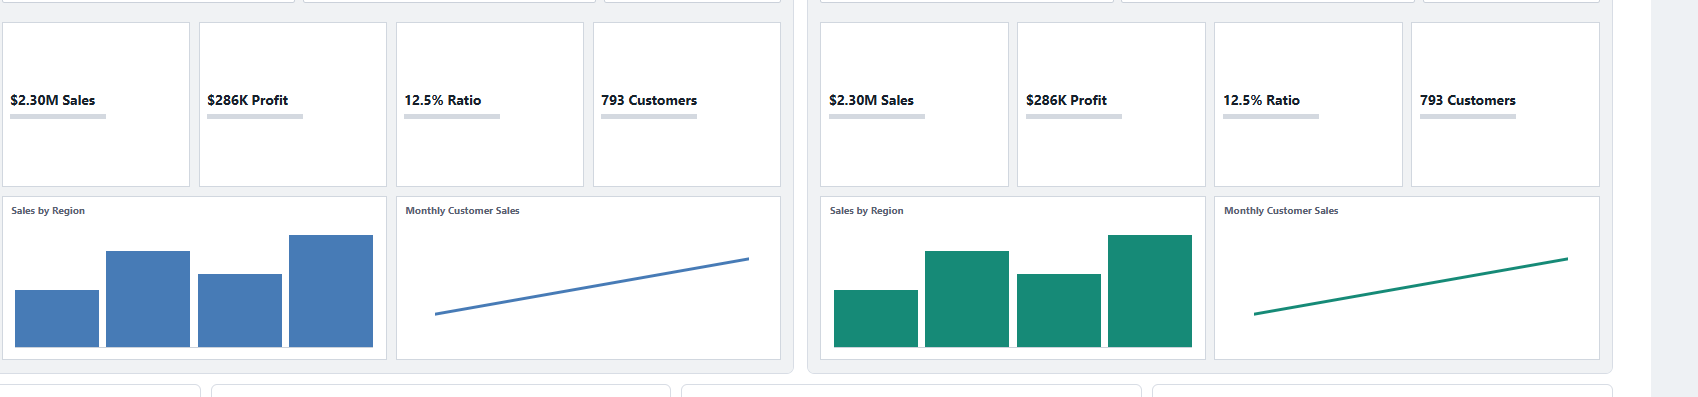 $2.30M Sales
$286K Profit
12.5% Ratio
793 Customers
$2.30M Sales
$286K Profit
12.5% Ratio
793 Customers
Sales by Region
Monthly Customer Sales
Sales by Region
Monthly Customer Sales